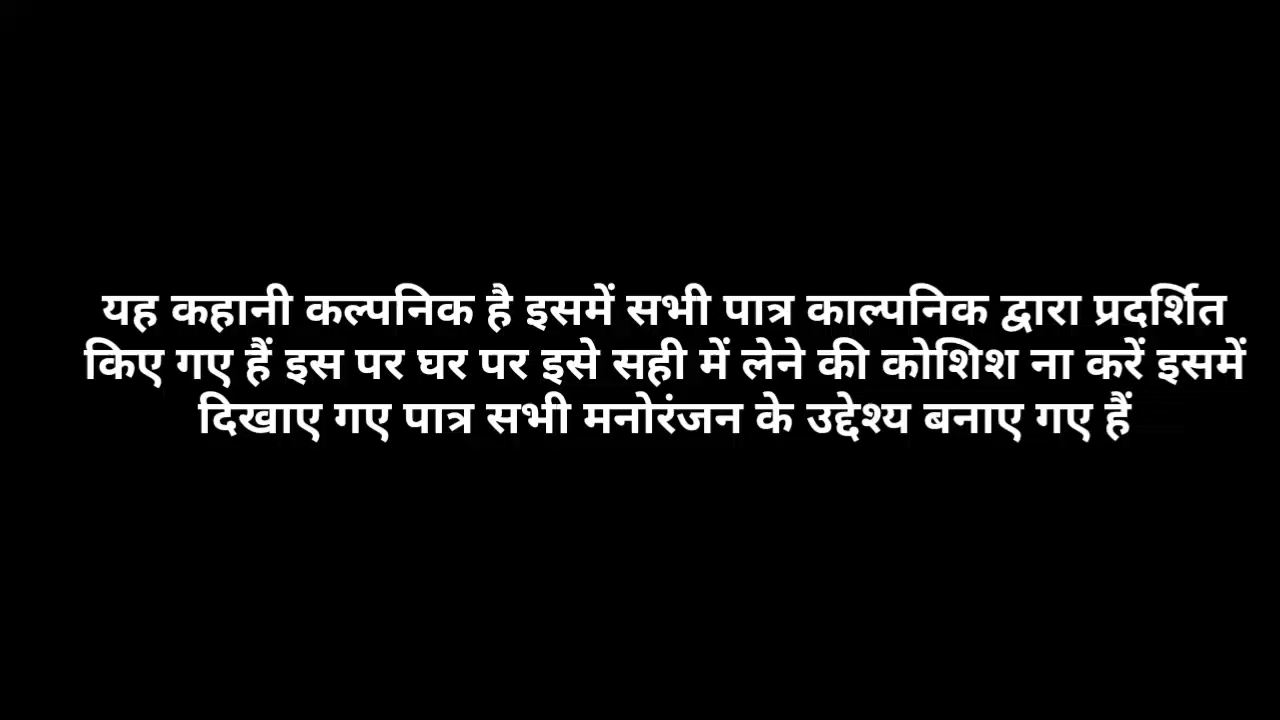 यह कहानी कल्पनिक है इसमें सभी पात्र काल्पनिक द्वारा प्रदर्शित
किए गए हैं इस पर घर पर इसे सही में लेने की कोशिश ना करें इसमें
दिखाए गए पात्र सभी मनोरंजन के उद्देश्य बनाए गए हैं